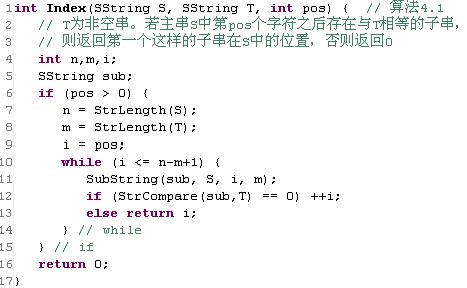 1int Index(SString S, SString T, int pos) {  // 算法4.1
2   // T为非空串。若主串S中第pos个字符之后存在与T相等的子串，
3   // 则返回第一个这样的子串在S中的位置，否则返回0
4   int n,m,i;
5   SString sub;
6   if (pos > 0) {
7      n = StrLength(S);
8      m = StrLength(T);
9      i = pos;
10      while (i <= n-m+1) {
11         SubString(sub, S, i, m);
12         if (StrCompare(sub,T) == 0) ++i;
13         else return i;
14      } // while
15   } // if
16   return 0;
17}